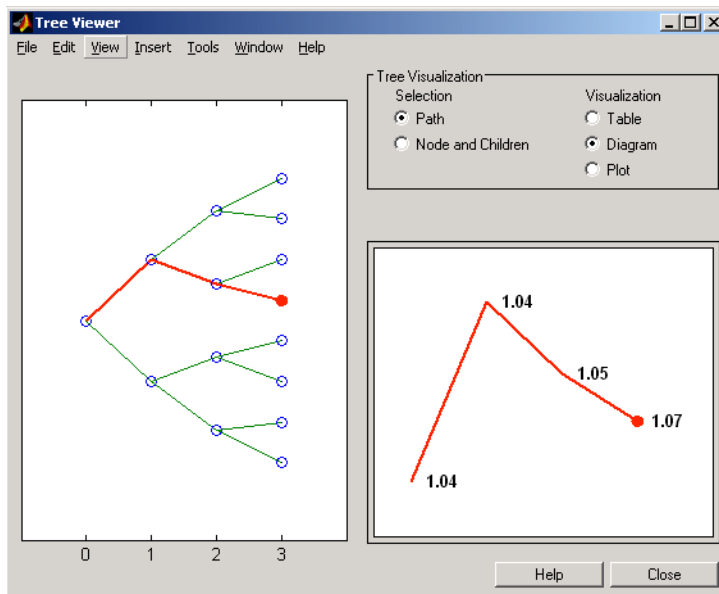 Tree Viewer
File Edit View Insert Tools Window Help
Tree Visualization
Selection
Path
Node and Children
Visualization
Table
Diagram
Plot
0 1 2 3
1.04
1.05
1.07
1.04
Help Close